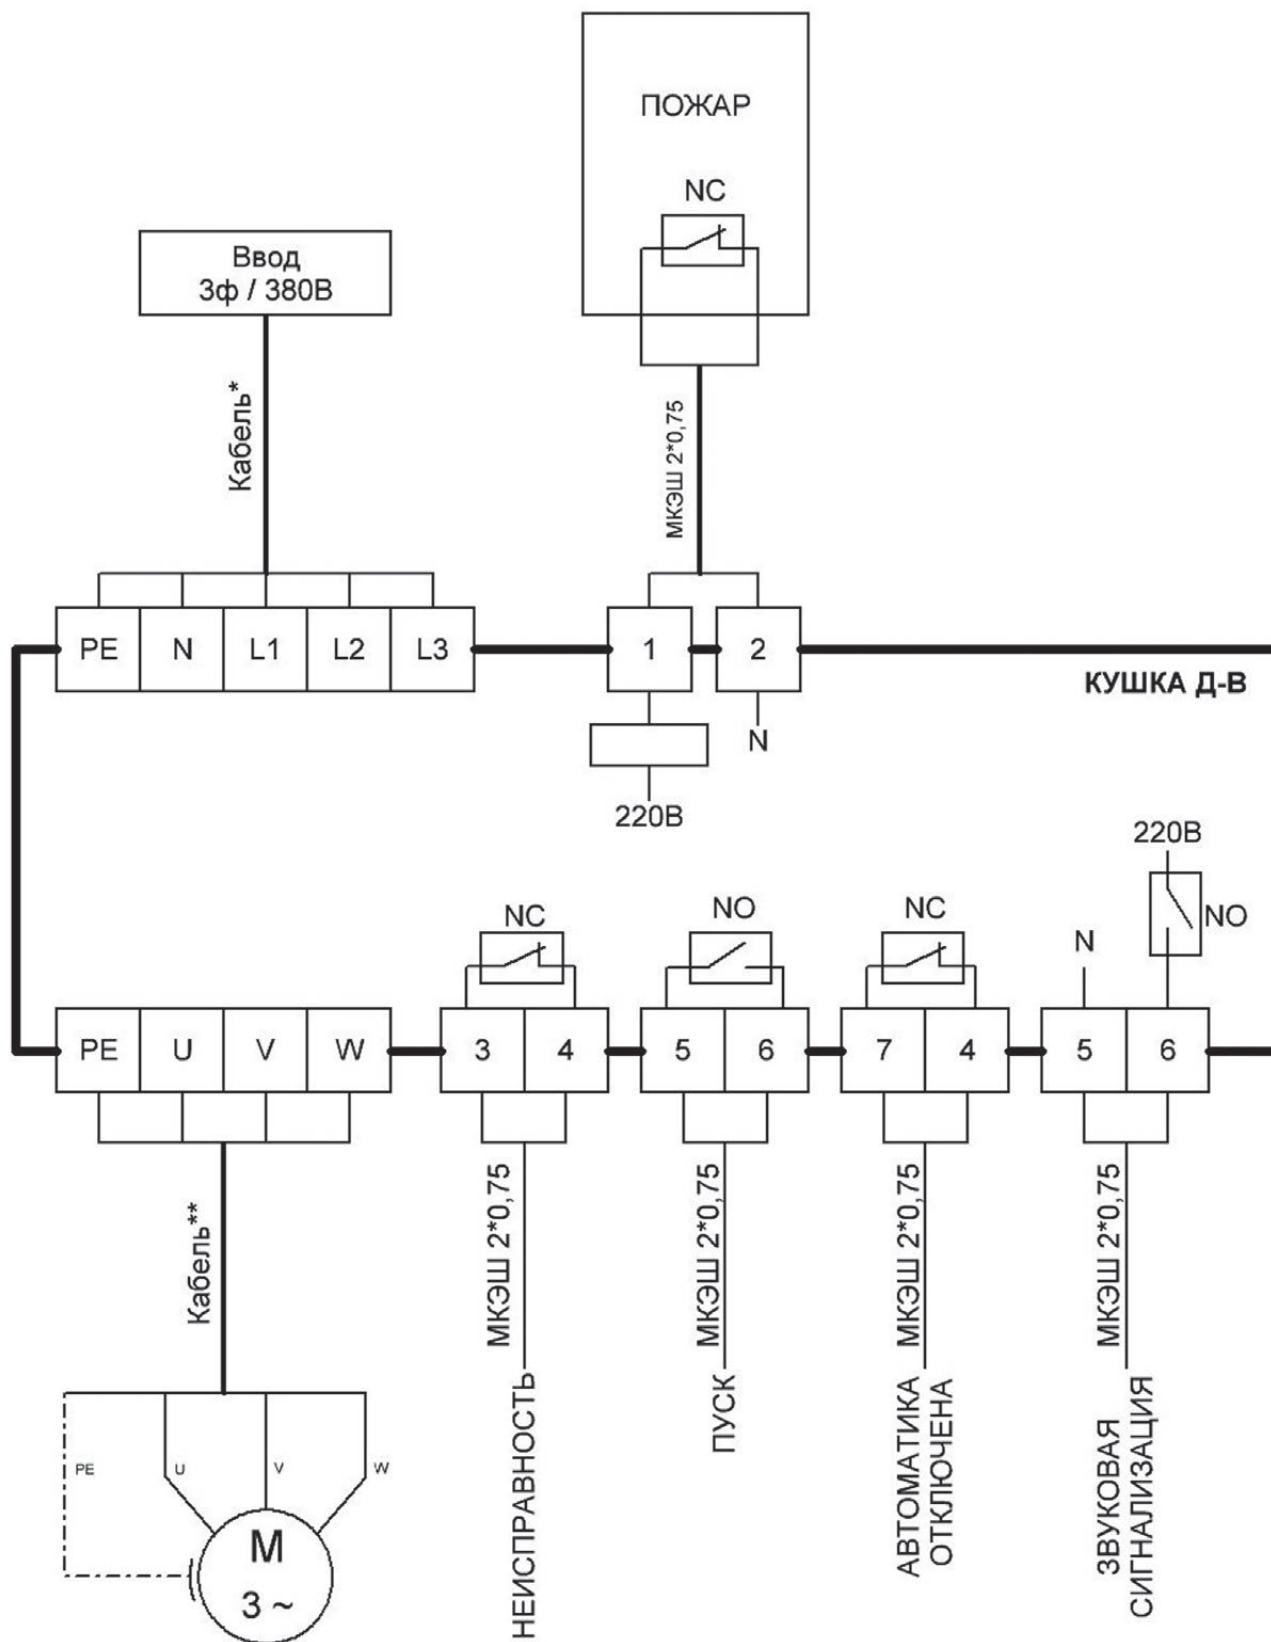 ПОЖАР
NC
Ввод
3ф / 380В
Кабель*
МКЭШ 2*0,75
PE N L1 L2 L3 1 2
КУШКА Д-В
N
220В
220В
NC NO NC N NO
PE U V W 3 4 5 6 7 4 5 6
Кабель**
МКЭШ 2*0,75
МКЭШ 2*0,75
МКЭШ 2*0,75
МКЭШ 2*0,75
НЕИСПРАВНОСТЬ
ПУСК
АВТОМАТИКА
ОТКЛЮЧЕНА
ЗВУКОВАЯ
СИГНАЛИЗАЦИЯ
PE U V W
M
3 ~